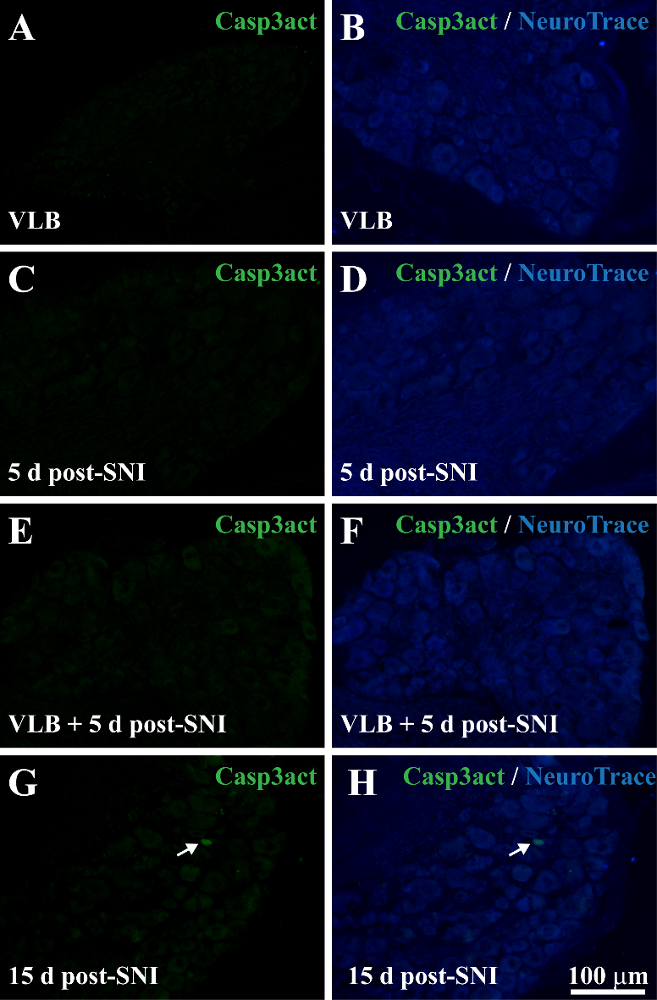 A Casp3act
VLB
B Casp3act / NeuroTrace
VLB
C Casp3act
5 d post-SNI
D Casp3act / NeuroTrace
5 d post-SNI
E Casp3act
VLB + 5 d post-SNI
F Casp3act / NeuroTrace
VLB + 5 d post-SNI
G Casp3act
15 d post-SNI
H Casp3act / NeuroTrace
15 d post-SNI 100 μm